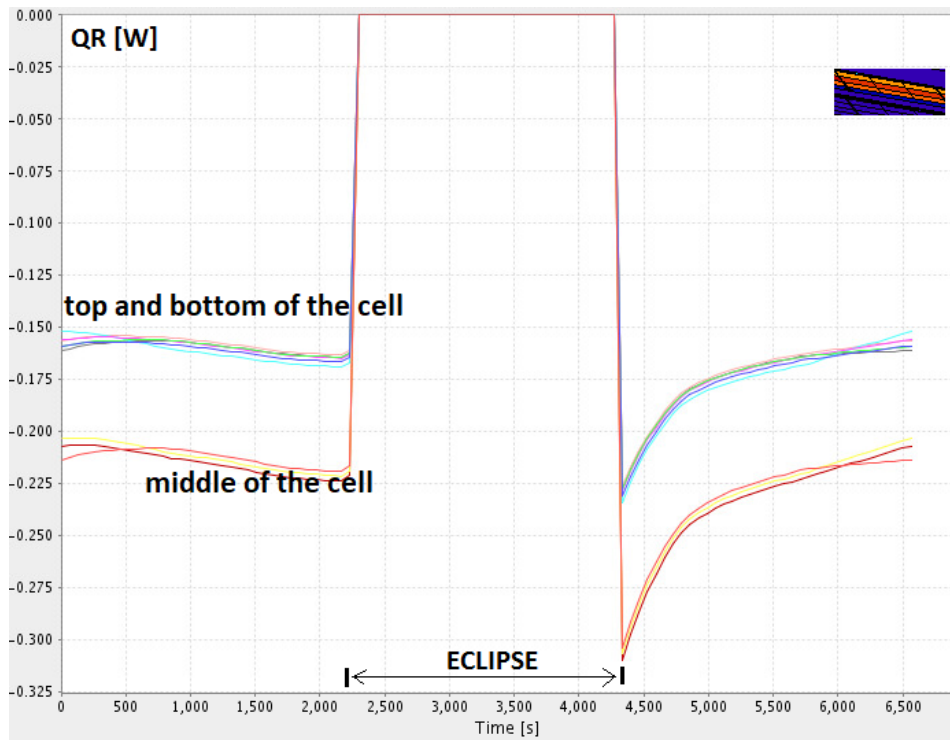 0.000
QR [W]
-0.025
-0.050
-0.075
-0.100
-0.125
top and bottom of the cell
-0.150
-0.175
-0.200
middle of the cell
-0.225
-0.250
-0.275
-0.300
ECLIPSE
-0.325
0 500 1,000 1,500 2,000 2,500 3,000 3,500 4,000 4,500 5,000 5,500 6,000 6,500
Time [s]